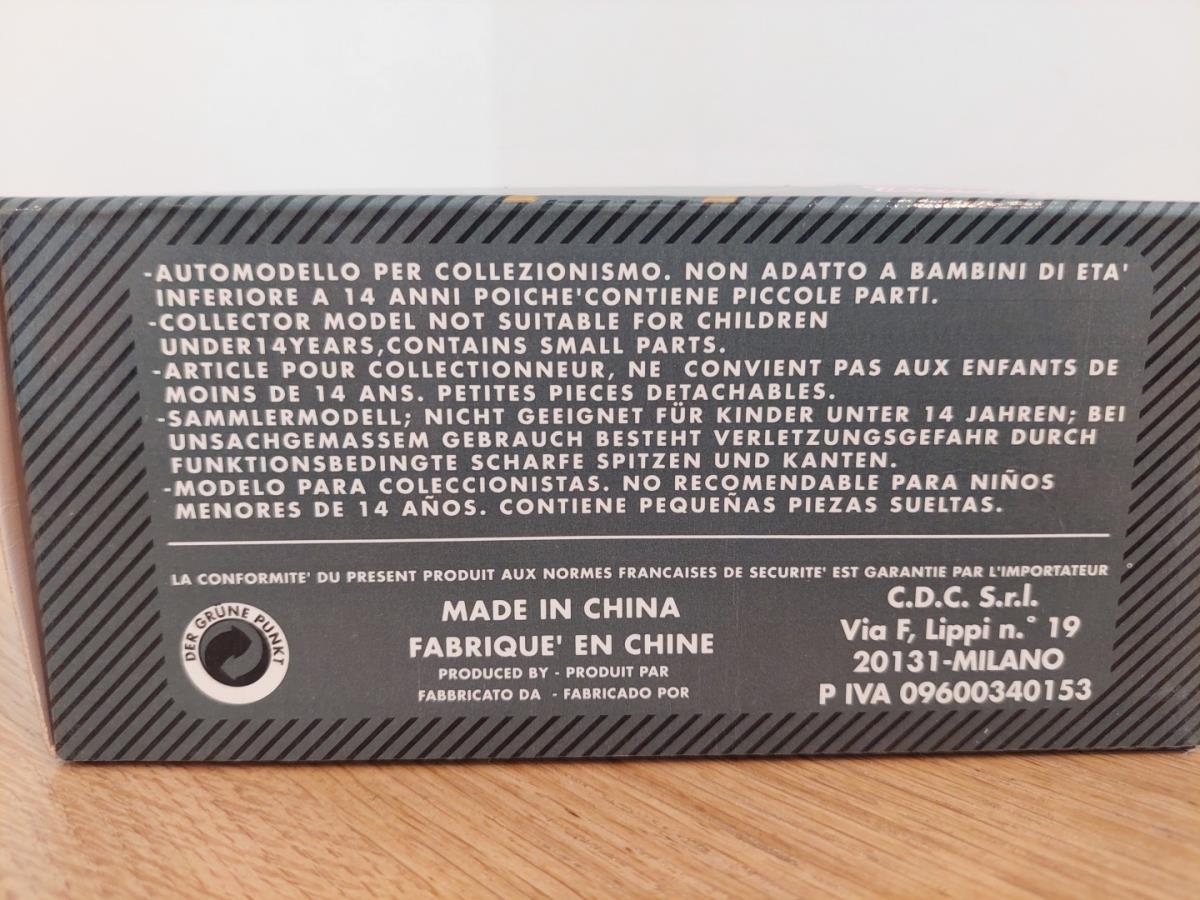 -AUTOMODELLO PER COLLEZIONISMO. NON ADATTO A BAMBINI DI ETA'
INFERIORE A 14 ANNI POICHE'CONTIENE PICCOLE PARTI.
-COLLECTOR MODEL NOT SUITABLE FOR CHILDREN
UNDER14YEARS,CONTAINS SMALL PARTS.
-ARTICLE POUR COLLECTIONNEUR, NE CONVIENT PAS AUX ENFANTS DE
MOINS DE 14 ANS. PETITES PIECES DETACHABLES.
-SAMMLERMODELL; NICHT GEEIGNET FÜR KINDER UNTER 14 JAHREN; BEI
UNSACHGEMASSEM GEBRAUCH BESTEHT VERLETZUNGSGEFAHR DURCH
FUNKTIONSBEDINGTE SCHARFE SPITZEN UND KANTEN.
-MODELO PARA COLECCIONISTAS. NO RECOMENDABLE PARA NIÑOS
MENORES DE 14 AÑOS. CONTIENE PEQUEÑAS PIEZAS SUELTAS.
LA CONFORMITE' DU PRESENT PRODUIT AUX NORMES FRANCAISES DE SECURITE' EST GARANTIE PAR L'IMPORTATEUR
DER GRÜNE PUNKT
MADE IN CHINA
FABRIQUE' EN CHINE
PRODUCED BY - PRODUIT PAR
FABBRICATO DA - FABRICADO POR
C.D.C. S.r.l.
Via F, Lippi n.° 19
20131-MILANO
P IVA 09600340153